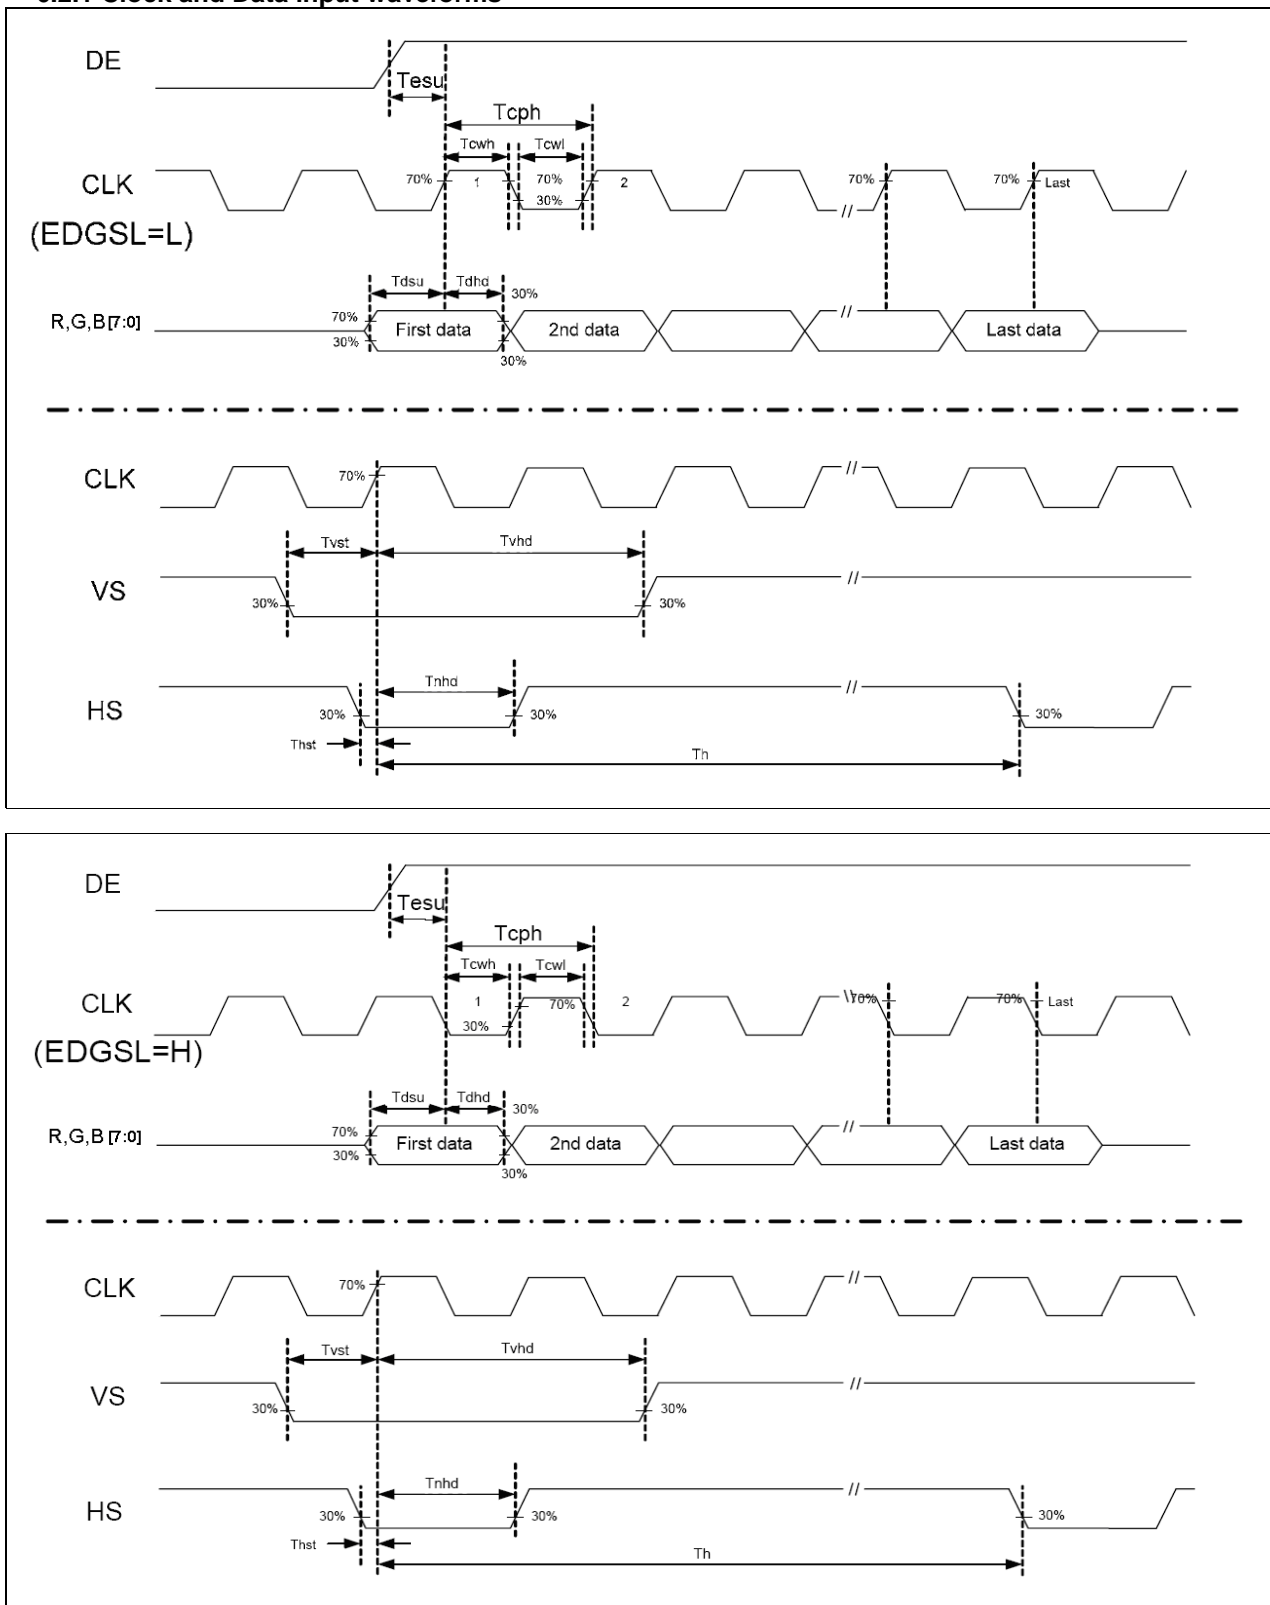 DE
Tesu
Tcph
Tcwh
Tcwl
CLK
70%
1
70%
2
70%
70%
Last
30%
//
(EDGSL=L)
Tdsu
Tdhd
30%
R,G,B[7:0]
70%
First data
2nd data
//
Last data
30%
30%
CLK
70%
//
Tvst
Tvhd
VS
30%
30%
//
Tnhd
HS
30%
30%
//
30%
Thst
Th
DE
Tesu
Tcph
Tcwh
Tcwl
CLK
1
70%
2
\\
70%
70%
Last
30%
(EDGSL=H)
Tdsu
Tdhd
30%
R,G,B[7:0]
70%
First data
2nd data
//
Last data
30%
30%
CLK
70%
//
Tvst
Tvhd
VS
30%
30%
//
Tnhd
HS
30%
30%
//
30%
Thst
Th